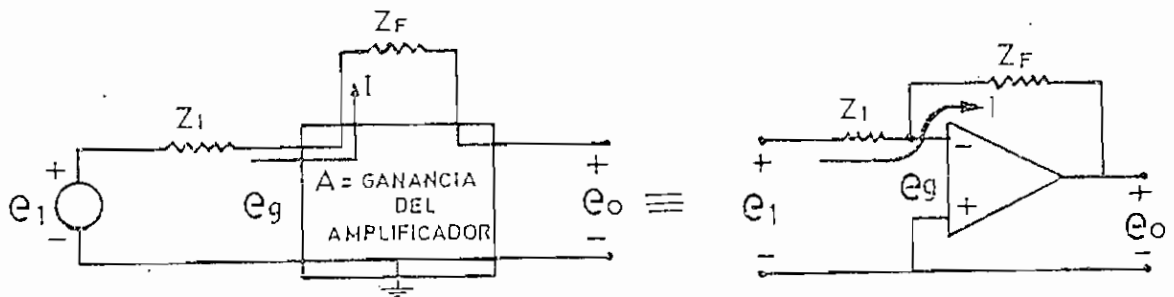 Z_F
I
Z_1
+
e_1
-
e_g
A = GANANCIA
DEL
AMPLIFICADOR
+
e_o
-
≡
Z_F
Z_1
I
+
e_1
-
e_g
-
+
+
e_o
-